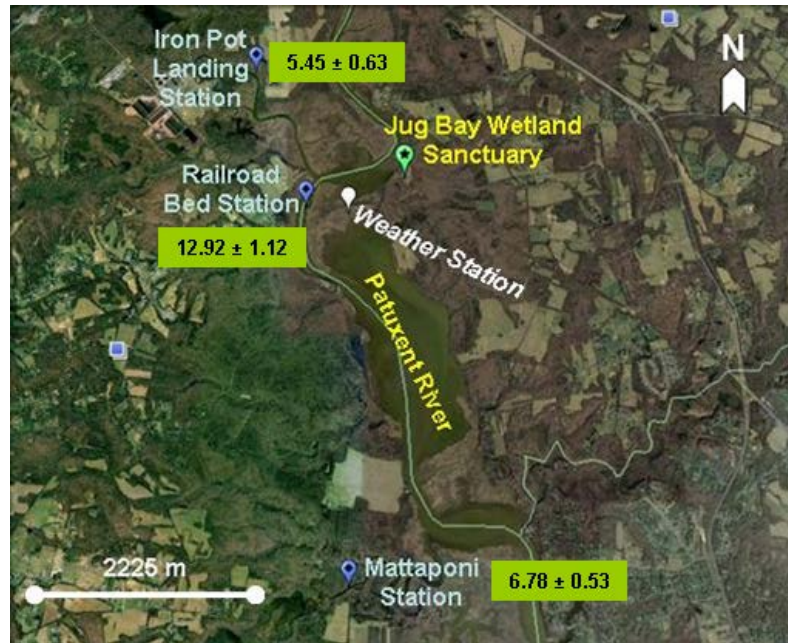 Iron Pot
Landing
Station
5.45 ± 0.63
N
Jug Bay Wetland
Sanctuary
Railroad
Bed Station
12.92 ± 1.12
Weather Station
Patuxent River
2225 m
Mattaponi
Station
6.78 ± 0.53